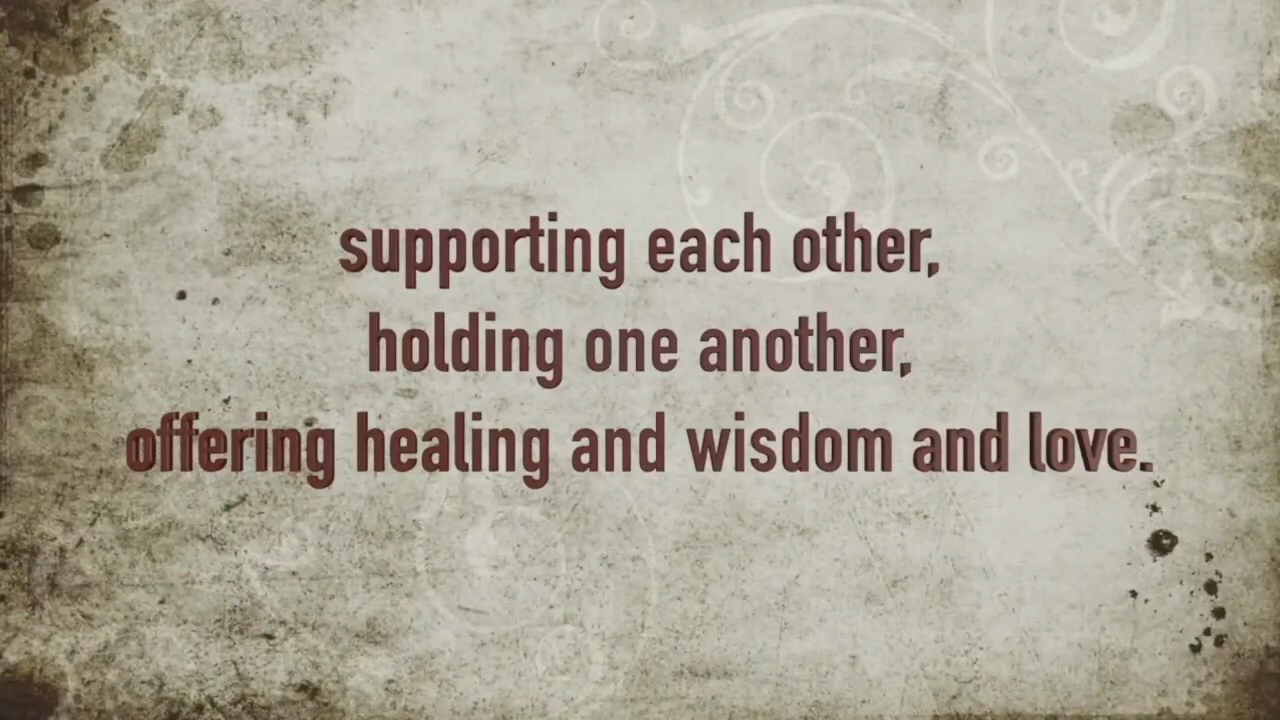 supporting each other,
holding one another,
offering healing and wisdom and love.